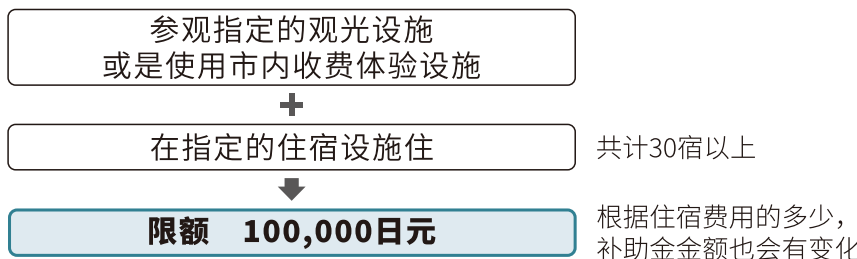 参观指定的观光设施
或是使用市内收费体验设施
+
在指定的住宿设施住
共计30宿以上
限额　100,000日元
根据住宿费用的多少，
补助金金额也会有变化